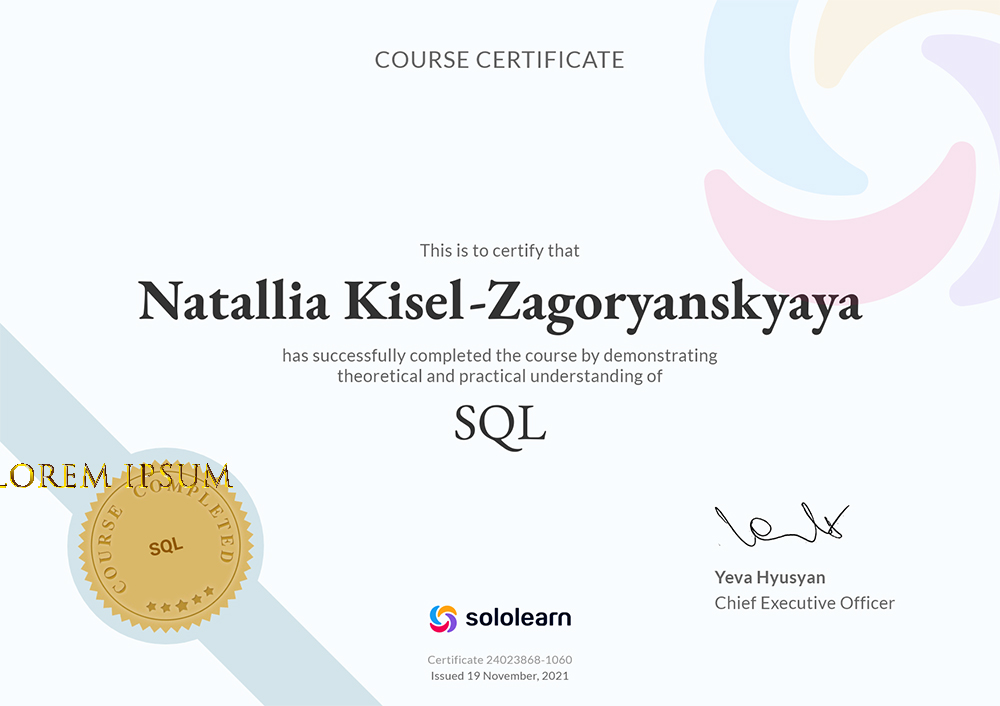 COURSE CERTIFICATE
This is to certify that
Natallia Kisel-Zagoryanskyaya
has successfully completed the course by demonstrating
theoretical and practical understanding of
SQL
LOREM IPSUM
COURSE COMPLETED
SQL
Yeva Hyusyan
Chief Executive Officer
sololearn
Certificate 24023868-1060
Issued 19 November, 2021